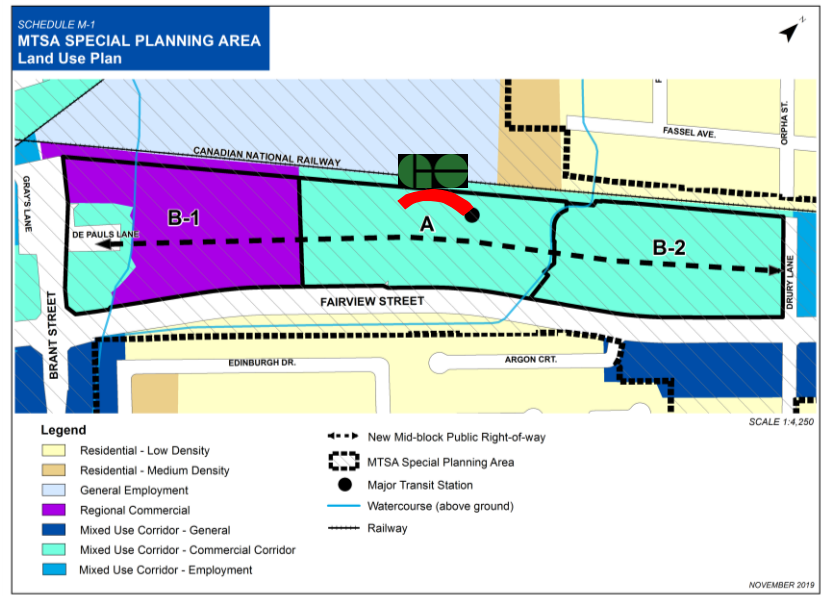 SCHEDULE M-1
MTSA SPECIAL PLANNING AREA
Land Use Plan
N
FASSEL AVE.
ORPHA ST.
CANADIAN NATIONAL RAILWAY
GO
GRAY'S LANE
B-1
A
DE PAULS LANE
B-2
DRURY LANE
FAIRVIEW STREET
BRANT STREET
EDINBURGH DR.
ARGON CRT.
SCALE 1:4,250
Legend
Residential - Low Density
Residential - Medium Density
General Employment
Regional Commercial
Mixed Use Corridor - General
Mixed Use Corridor - Commercial Corridor
Mixed Use Corridor - Employment
New Mid-block Public Right-of-way
MTSA Special Planning Area
Major Transit Station
Watercourse (above ground)
Railway
NOVEMBER 2019